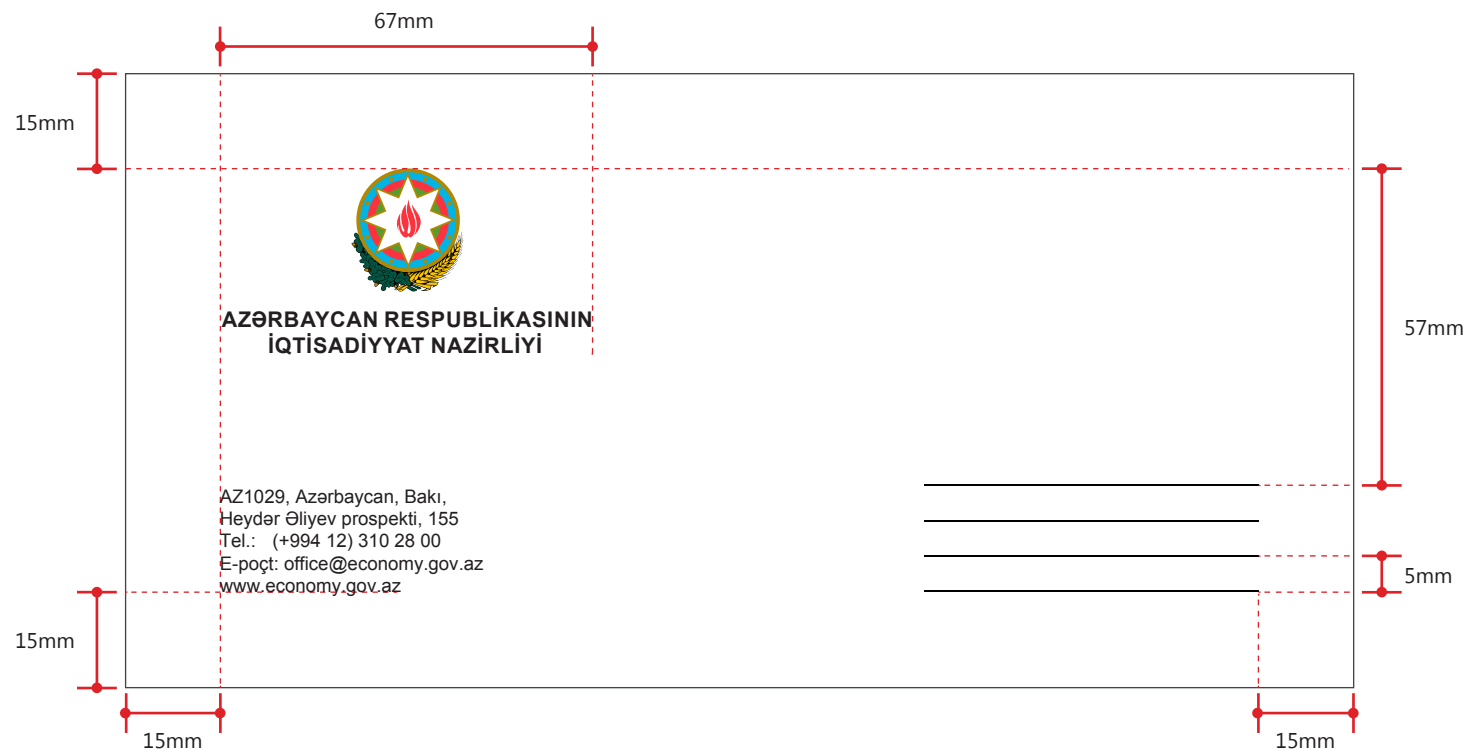 67mm
15mm
AZƏRBAYCAN RESPUBLİKASININ
İQTİSADİYYAT NAZİRLİYİ
57mm
AZ1029, Azərbaycan, Bakı,
Heydər Əliyev prospekti, 155
Tel.: (+994 12) 310 28 00
E-poçt: office@economy.gov.az
www.economy.gov.az
5mm
15mm
15mm
15mm